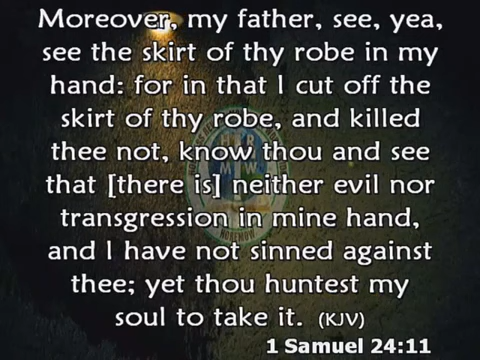 Moreover, my father, see, yea,
see the skirt of thy robe in my
hand: for in that I cut off the
skirt of thy robe, and killed
thee not, know thou and see
that [there is] neither evil nor
transgression in mine hand,
and I have not sinned against
thee; yet thou huntest my
soul to take it. (KJV)
1 Samuel 24:11